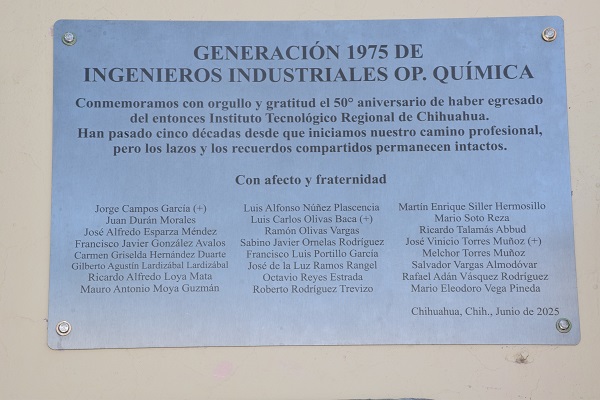 GENERACIÓN 1975 DE
INGENIEROS INDUSTRIALES OP. QUÍMICA
Conmemoramos con orgullo y gratitud el 50° aniversario de haber egresado
del entonces Instituto Tecnológico Regional de Chihuahua.
Han pasado cinco décadas desde que iniciamos nuestro camino profesional,
pero los lazos y los recuerdos compartidos permanecen intactos.
Con afecto y fraternidad
Jorge Campos García (+)
Juan Durán Morales
José Alfredo Esparza Méndez
Francisco Javier González Avalos
Carmen Griselda Hernández Duarte
Gilberto Agustín Lardizábal Lardizábal
Ricardo Alfredo Loya Mata
Mauro Antonio Moya Guzmán
Luis Alfonso Núñez Plascencia
Luis Carlos Olivas Baca (+)
Ramón Olivas Vargas
Sabino Javier Ornelas Rodríguez
Francisco Luis Portillo García
José de la Luz Ramos Rangel
Octavio Reyes Estrada
Roberto Rodríguez Trevizo
Martín Enrique Siller Hermosillo
Mario Soto Reza
Ricardo Talamás Abbud
José Vinicio Torres Muñoz (+)
Melchor Torres Muñoz
Salvador Vargas Almodóvar
Rafael Adán Vásquez Rodríguez
Mario Eleodoro Vega Pineda
Chihuahua, Chih., Junio de 2025